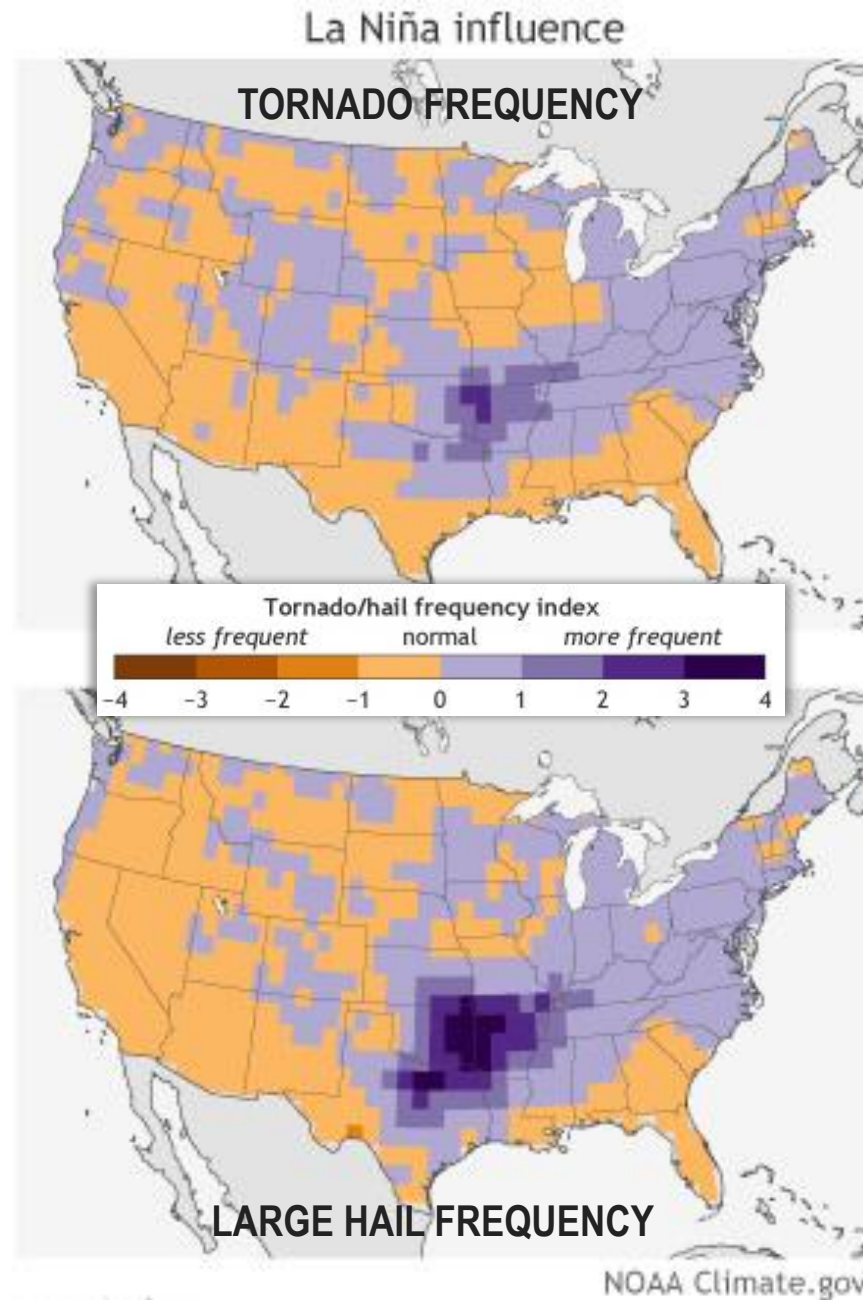 La Niña influence
TORNADO FREQUENCY
Tornado/hail frequency index
less frequent normal more frequent
−4 −3 −2 −1 0 1 2 3 4
LARGE HAIL FREQUENCY
NOAA Climate.gov